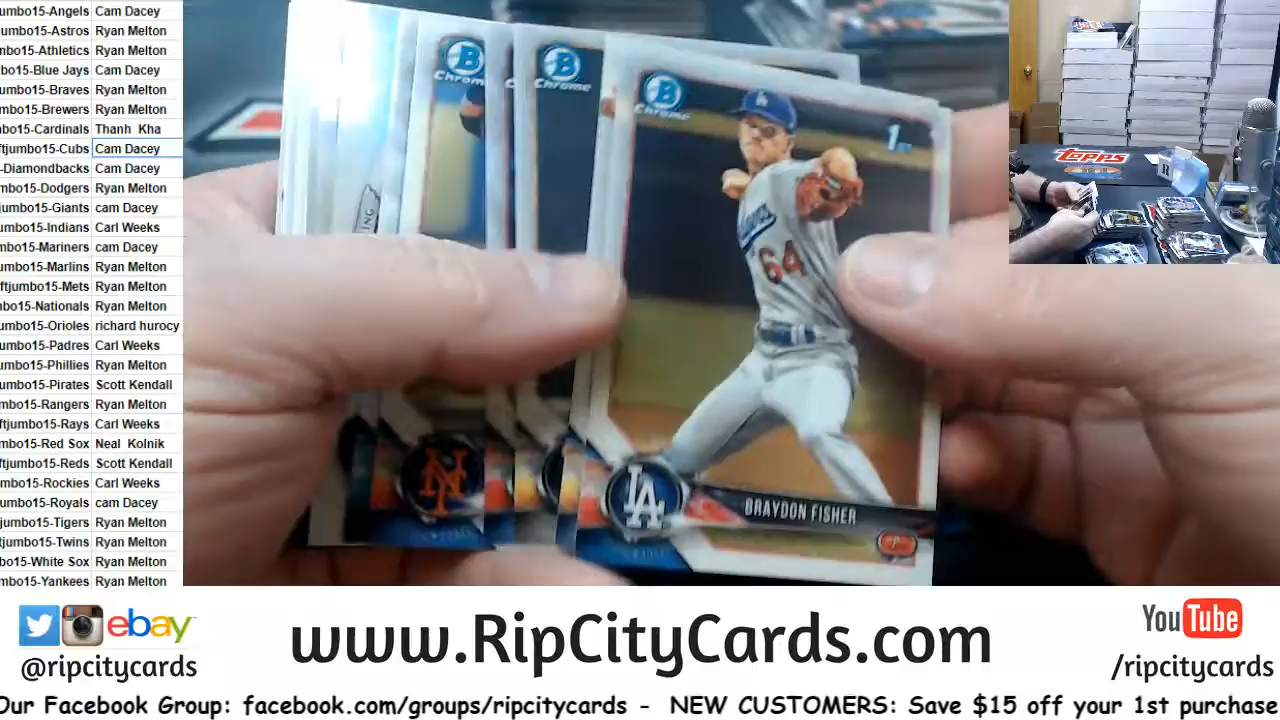 umbo15-Angels Cam Dacey
umbo15-Astros Ryan Melton
mbo15-Athletics Ryan Melton
bo15-Blue Jays Cam Dacey
umbo15-Braves Ryan Melton
mbo15-Brewers Ryan Melton
mbo15-Cardinals Thanh Kha
ftjumbo15-Cubs Cam Dacey
-Diamondbacks Cam Dacey
mbo15-Dodgers Ryan Melton
jumbo15-Giants cam Dacey
umbo15-Indians Carl Weeks
mbo15-Mariners cam Dacey
umbo15-Marlins Ryan Melton
ftjumbo15-Mets Ryan Melton
mbo15-Nationals Ryan Melton
umbo15-Orioles richard hurocy
jumbo15-Padres Carl Weeks
umbo15-Phillies Ryan Melton
jumbo15-Pirates Scott Kendall
umbo15-Rangers Ryan Melton
ftjumbo15-Rays Carl Weeks
mbo15-Red Sox Neal Kolnik
ftjumbo15-Reds Scott Kendall
mbo15-Rockies Carl Weeks
umbo15-Royals cam Dacey
jumbo15-Tigers Ryan Melton
ftjumbo15-Twins Ryan Melton
bo15-White Sox Ryan Melton
mbo15-Yankees Ryan Melton
B
Chrome
B
Chrome
B
Chrome
1st
LA
64
ING
NY
LA
BRAYDON FISHER
P
topps
R
ebay
@ripcitycards
www.RipCityCards.com
YouTube
/ripcitycards
Our Facebook Group: facebook.com/groups/ripcitycards - NEW CUSTOMERS: Save $15 off your 1st purchase